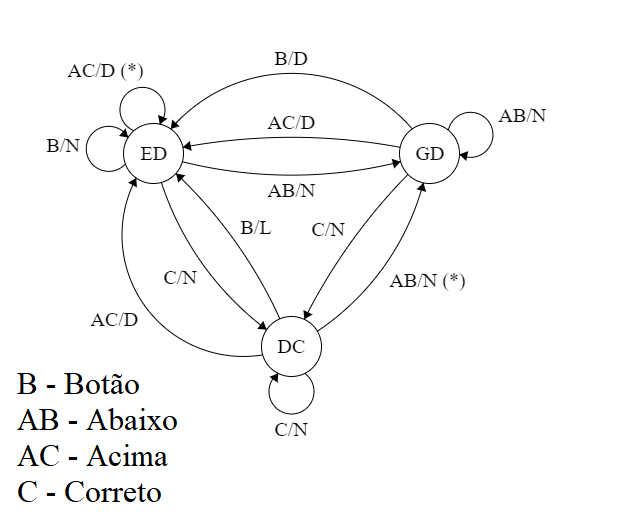 B/D
AC/D (*)
AC/D
AB/N
B/N
ED
GD
AB/N
B/L
C/N
C/N
AB/N (*)
AC/D
DC
C/N
B - Botão
AB - Abaixo
AC - Acima
C - Correto